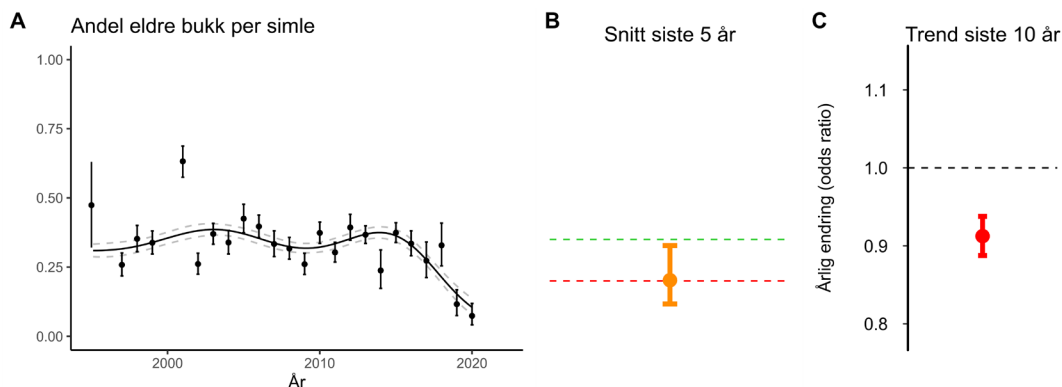 A
Andel eldre bukk per simle
1.00
0.75
0.50
0.25
0.00
2000
2010
2020
År
B
Snitt siste 5 år
C
Trend siste 10 år
Årlig endring (odds ratio)
1.1
1.0
0.9
0.8